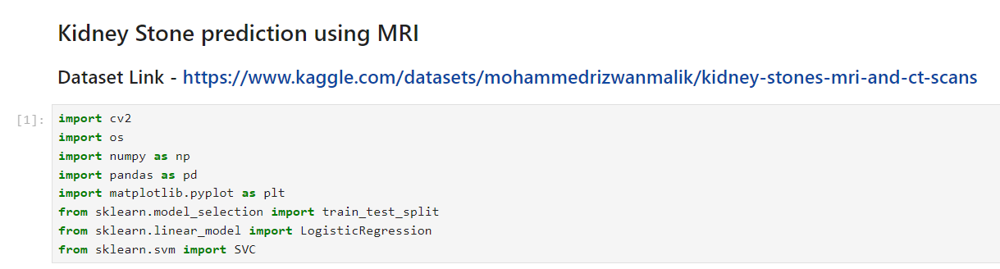 Kidney Stone prediction using MRI
Dataset Link - https://www.kaggle.com/datasets/mohammedrizwanmalik/kidney-stones-mri-and-ct-scans
[1]:
import cv2
import os
import numpy as np
import pandas as pd
import matplotlib.pyplot as plt
from sklearn.model_selection import train_test_split
from sklearn.linear_model import LogisticRegression
from sklearn.svm import SVC